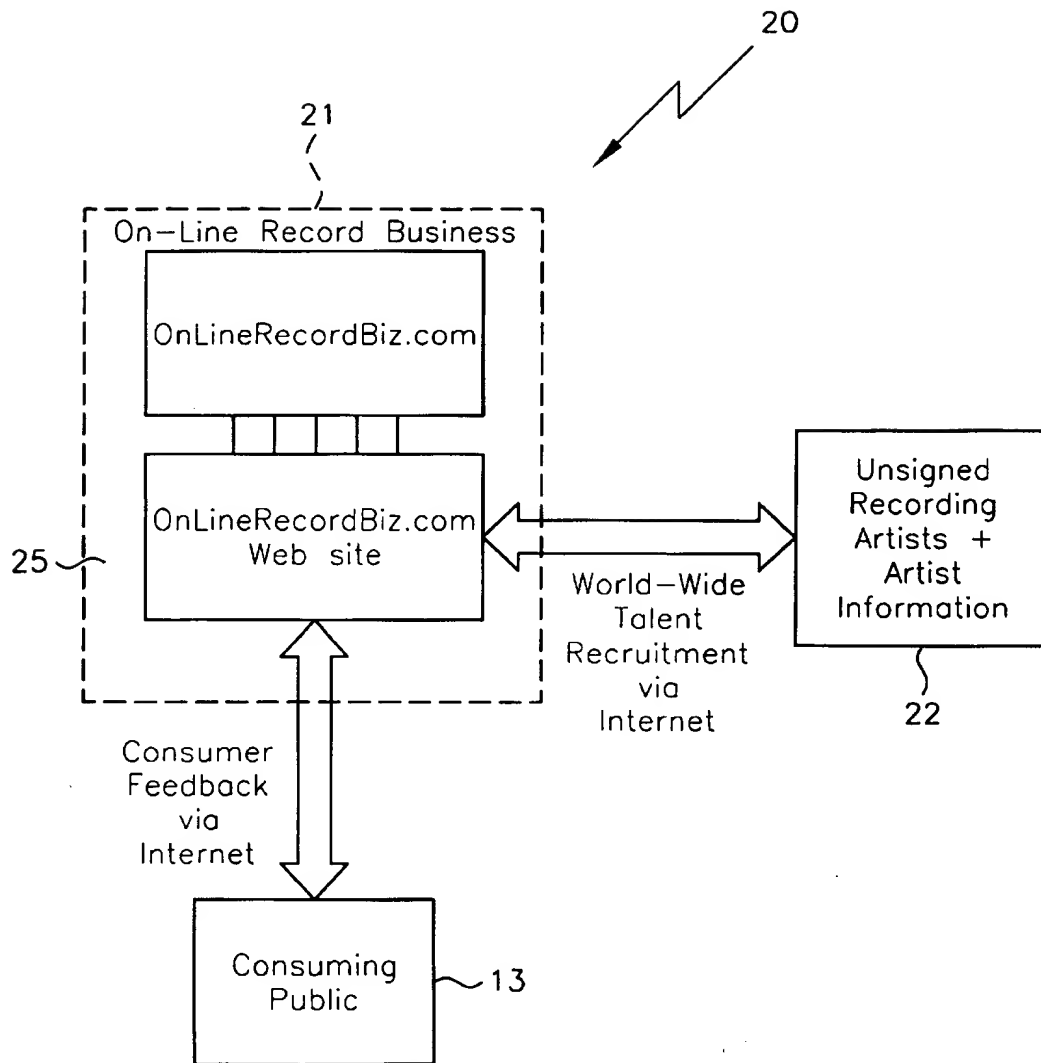 20
21
On-Line Record Business
OnLineRecordBiz.com
OnLineRecordBiz.com
Web site
25
Unsigned
Recording
Artists +
Artist
Information
22
World-Wide
Talent
Recruitment
via
Internet
Consumer
Feedback
via
Internet
Consuming
Public
13